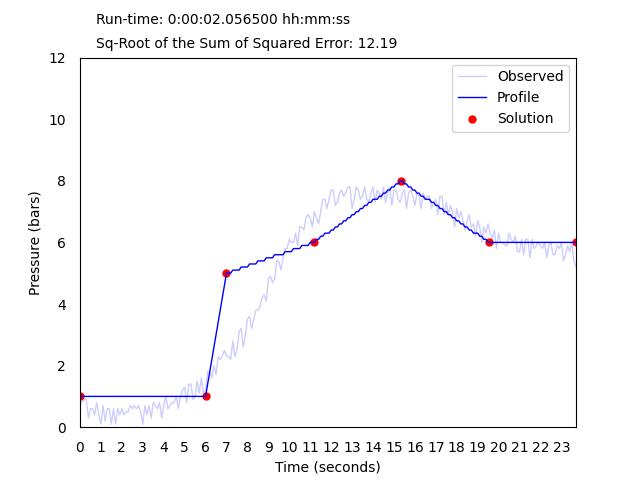 Run-time: 0:00:02.056500 hh:mm:ss
Sq-Root of the Sum of Squared Error: 12.19
12
10
8
6
4
2
0
Pressure (bars)
Observed
Profile
Solution
0 1 2 3 4 5 6 7 8 9 10 11 12 13 14 15 16 17 18 19 20 21 22 23
Time (seconds)